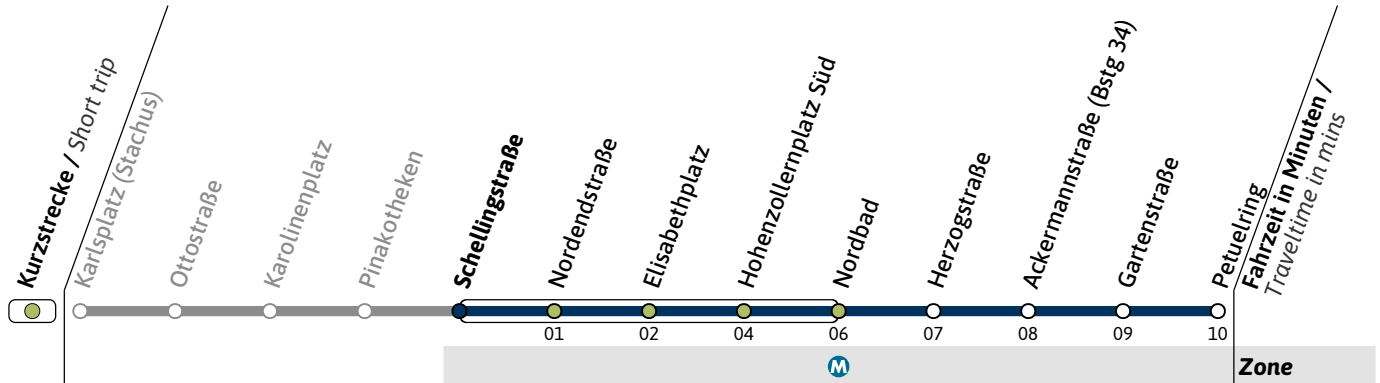 Kurzstrecke / Short trip
Karlsplatz (Stachus)
Ottostraße
Karolinenplatz
Pinakotheken
Schellingstraße
Nordendstraße
Elisabethplatz
Hohenzollernplatz Süd
Nordbad
Herzogstraße
Ackermannstraße (Bstg 34)
Gartenstraße
Petuelring
Fahrzeit in Minuten /
Traveltime in mins
01 02 04 06 07 08 09 10
M Zone